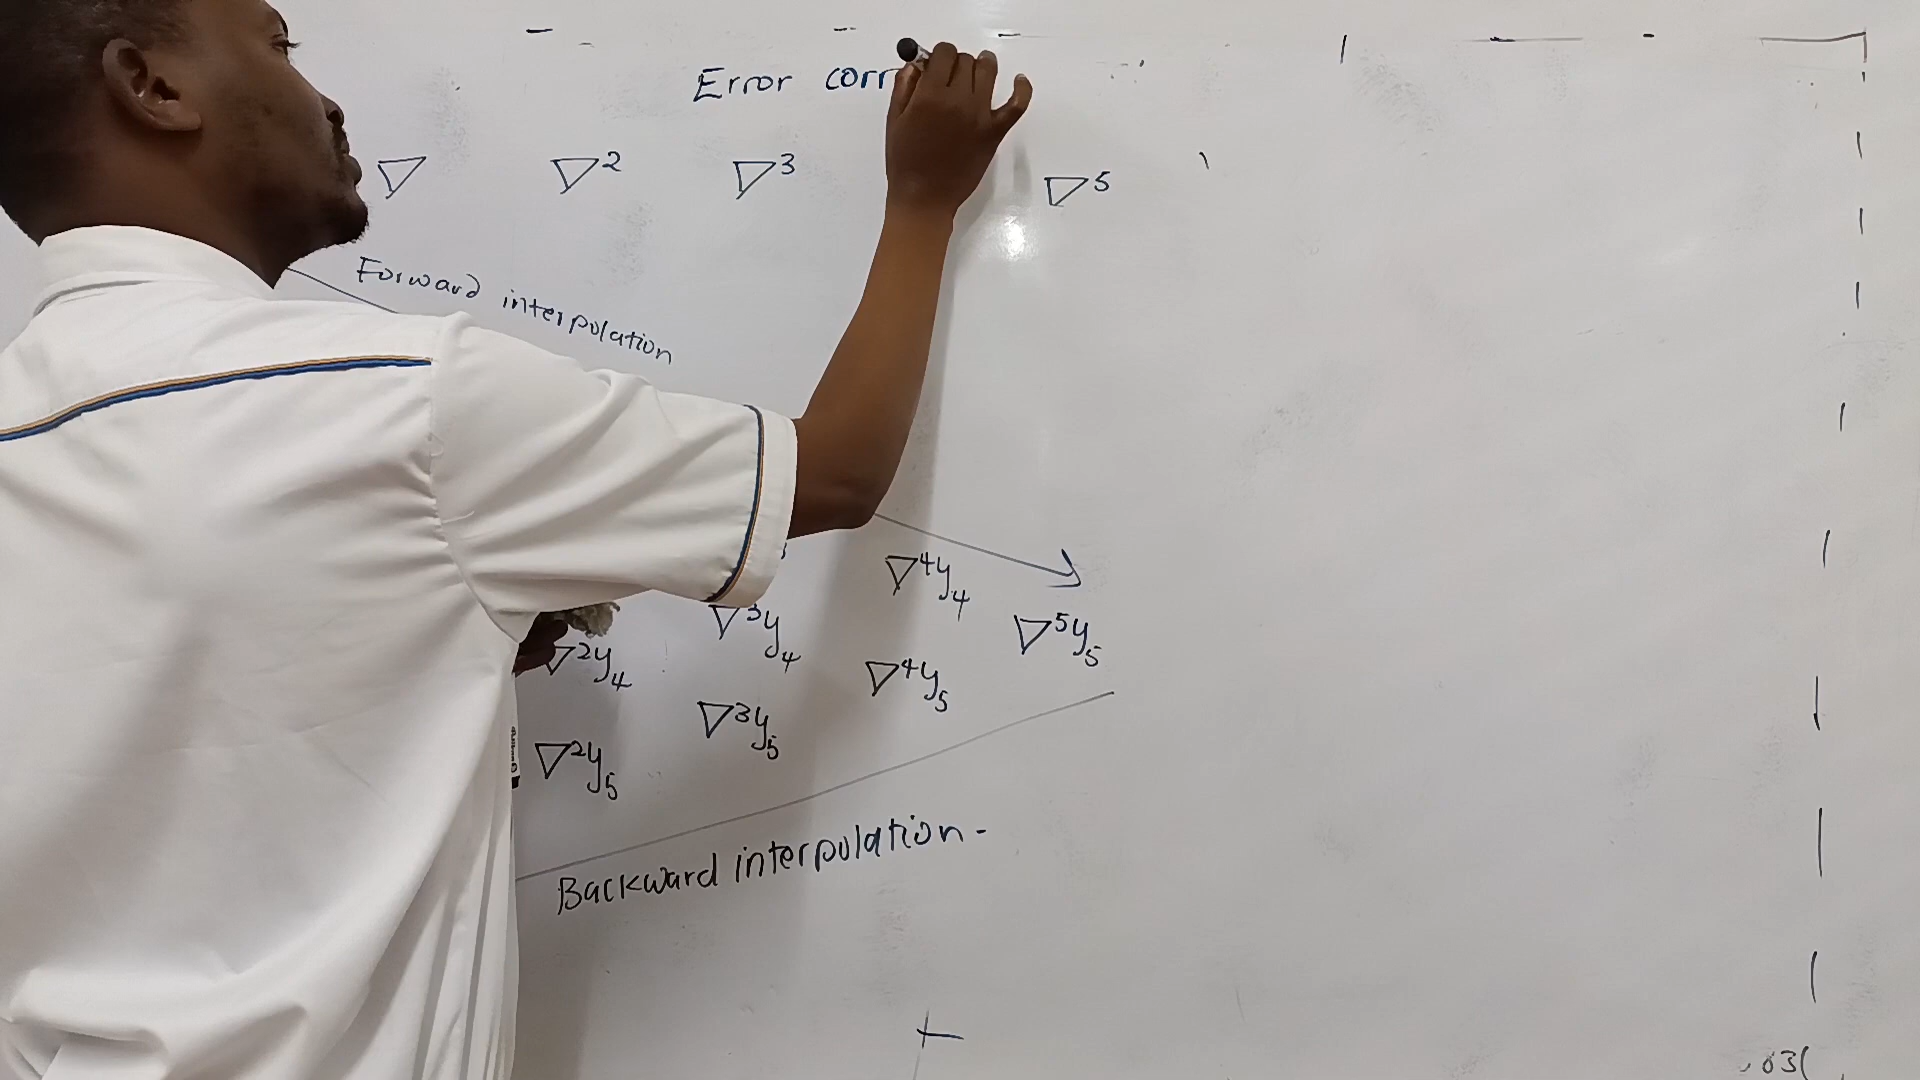 Error corr
∇ ∇² ∇³ ∇⁵
Forward interpolation
∇⁴y₄
∇³y₄ ∇⁵y₅
∇²y₄ ∇⁴y₅
∇³y₅
∇²y₅
Backward interpolation-